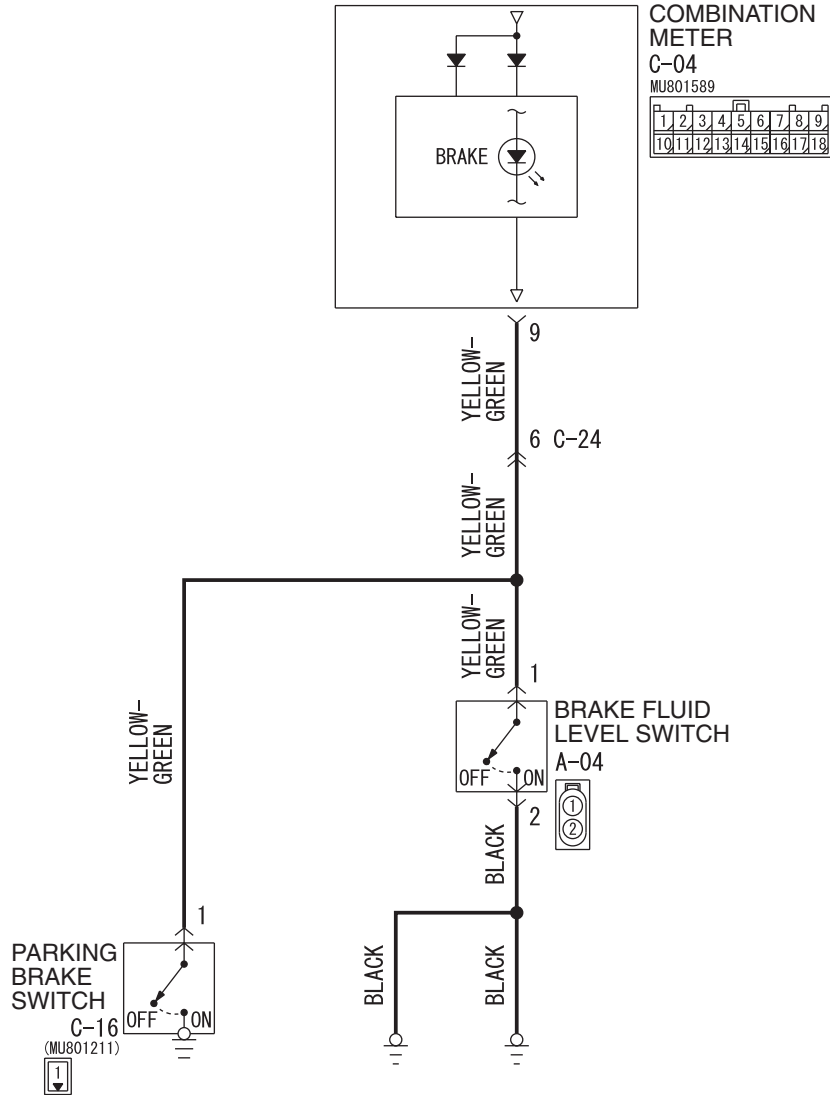 COMBINATION
METER
C-04
MU801589
1 2 3 4 5 6 7 8 9
10 11 12 13 14 15 16 17 18
BRAKE
9
YELLOW-
GREEN
6 C-24
YELLOW-
GREEN
YELLOW-
GREEN
1
BRAKE FLUID
LEVEL SWITCH
A-04
OFF ON
1
2
2
YELLOW-
GREEN
BLACK
1
PARKING
BRAKE
SWITCH
C-16
(MU801211)
1
OFF ON
BLACK
BLACK